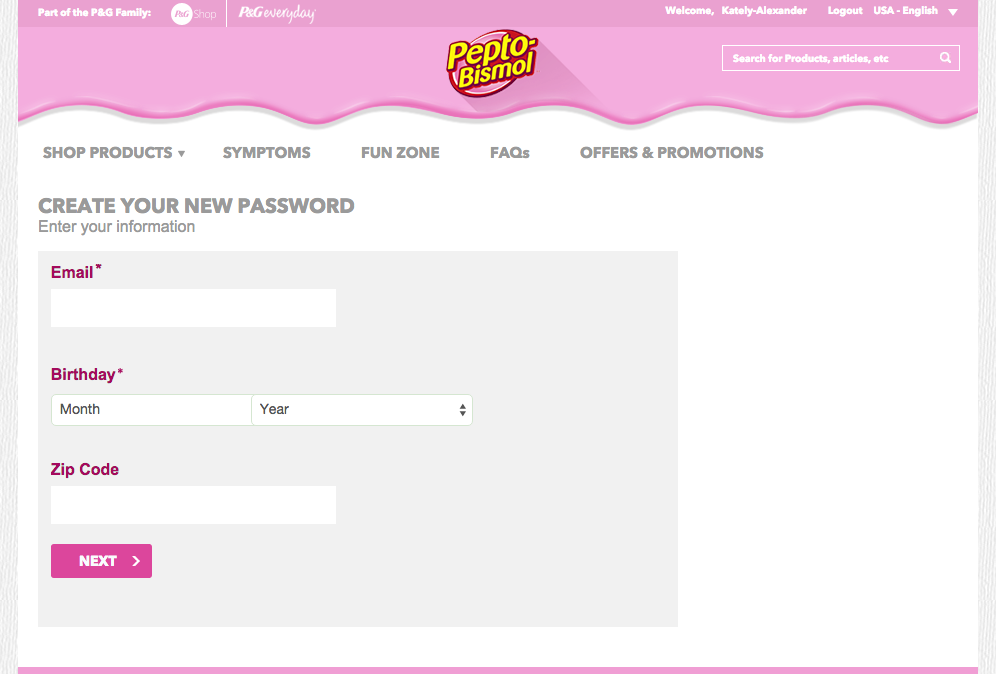 Part of the P&G Family: P&G Shop P&G everyday Welcome, Kately-Alexander Logout USA - English
Pepto-
Bismol
Search for Products, articles, etc
SHOP PRODUCTS SYMPTOMS FUN ZONE FAQs OFFERS & PROMOTIONS
CREATE YOUR NEW PASSWORD
Enter your information
Email*
Birthday*
Month Year
Zip Code
NEXT >